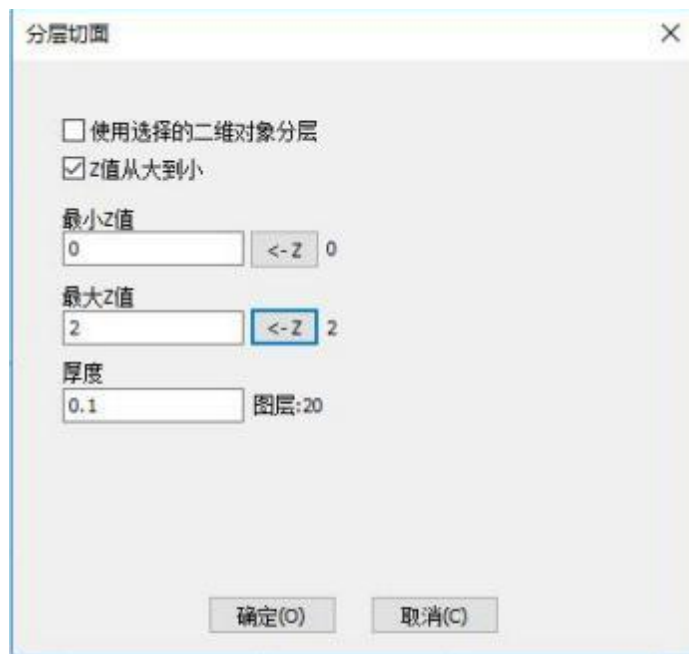 分层切面
使用选择的二维对象分层
Z值从大到小
最小Z值
0 <-Z 0
最大Z值
2 <-Z 2
厚度
0.1 图层:20
确定(O) 取消(C)